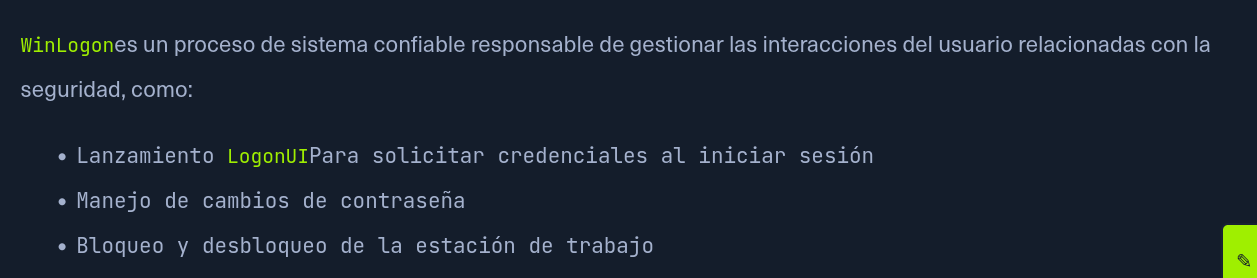 WinLogones un proceso de sistema confiable responsable de gestionar las interacciones del usuario relacionadas con la
seguridad, como:
• Lanzamiento LogonUIPara solicitar credenciales al iniciar sesión
• Manejo de cambios de contraseña
• Bloqueo y desbloqueo de la estación de trabajo